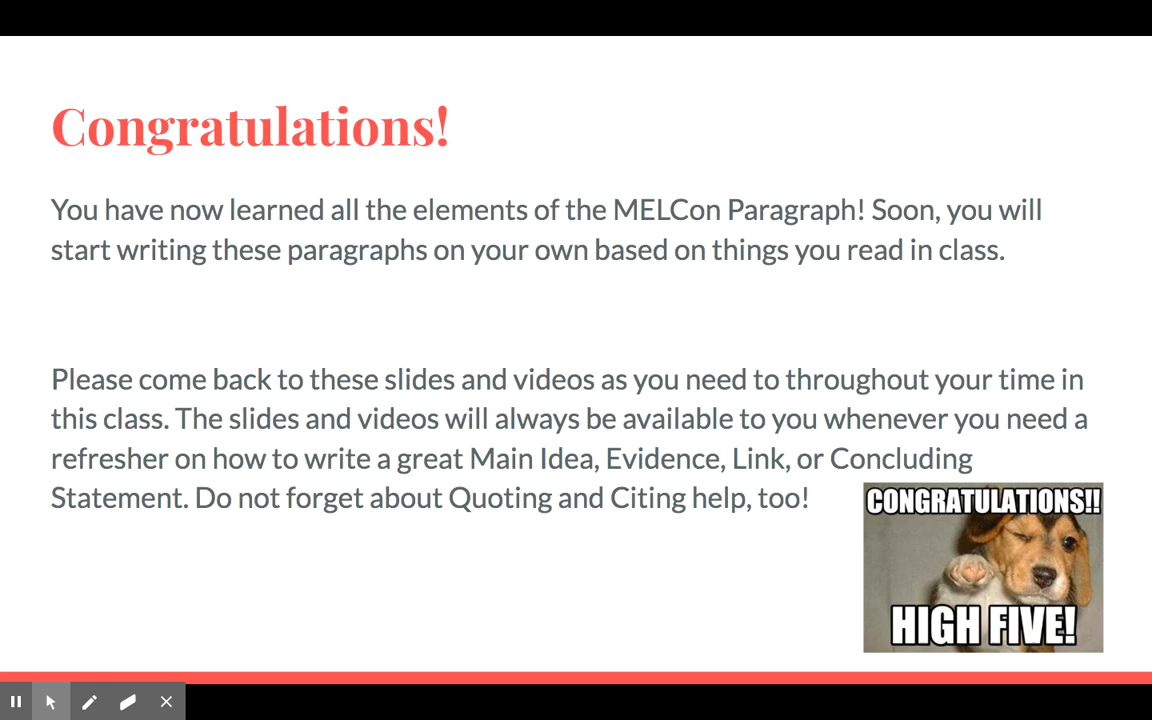 Congratulations!
You have now learned all the elements of the MELCon Paragraph! Soon, you will
start writing these paragraphs on your own based on things you read in class.
Please come back to these slides and videos as you need to throughout your time in
this class. The slides and videos will always be available to you whenever you need a
refresher on how to write a great Main Idea, Evidence, Link, or Concluding
Statement. Do not forget about Quoting and Citing help, too!
CONGRATULATIONS!!
HIGH FIVE!